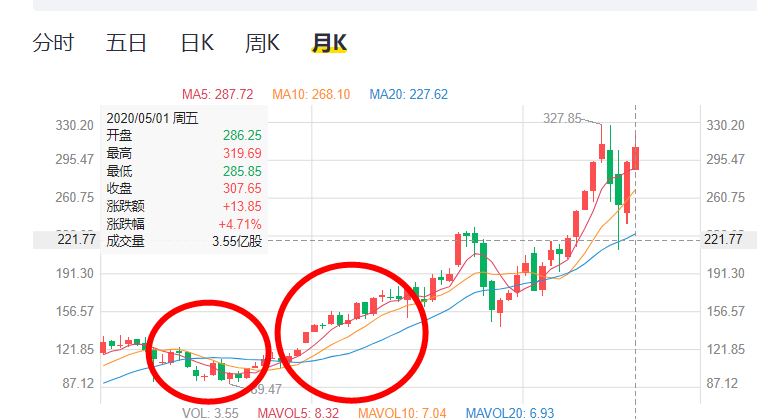 分时 五日 日K 周K 月K
MA5: 287.72 MA10: 268.10 MA20: 227.62
2020/05/01 周五
开盘 286.25
最高 319.69
最低 285.85
收盘 307.65
涨跌额 +13.85
涨跌幅 +4.71%
成交量 3.55亿股
327.85
330.20 330.20
295.47 295.47
260.75 260.75
221.77 221.77
191.30 191.30
156.57 156.57
121.85 121.85
87.12 87.12
89.47
VOL: 3.55 MAVOL5: 8.32 MAVOL10: 7.04 MAVOL20: 6.93